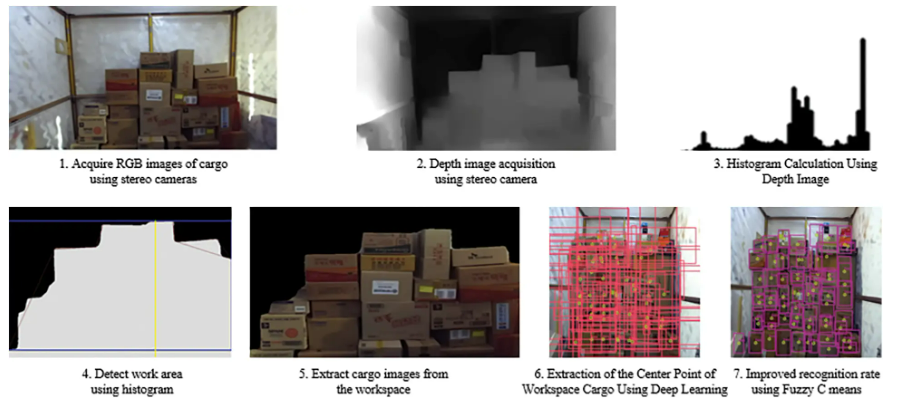 1. Acquire RGB images of cargo
using stereo cameras
2. Depth image acquisition
using stereo camera
3. Histogram Calculation Using
Depth Image
4. Detect work area
using histogram
5. Extract cargo images from
the workspace
6. Extraction of the Center Point of
Workspace Cargo Using Deep Learning
7. Improved recognition rate
using Fuzzy C means